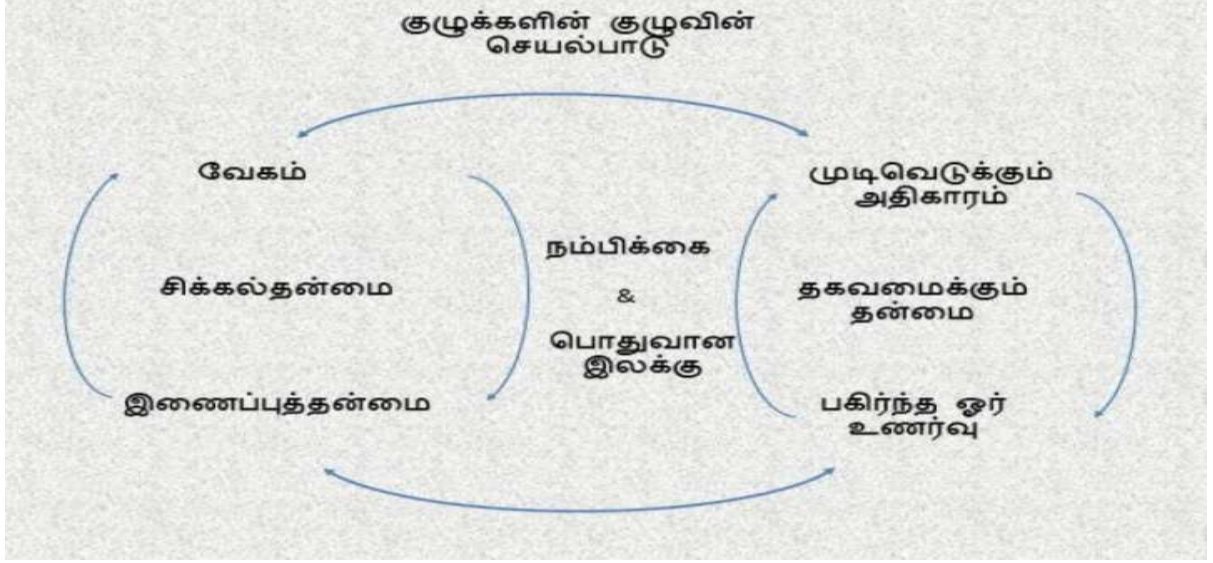 குழுக்களின் குழுவின்
செயல்பாடு
வேகம்
சிக்கல்தன்மை
இணைப்புத்தன்மை
நம்பிக்கை
&
பொதுவான
இலக்கு
முடிவெடுக்கும்
அதிகாரம்
தகவமைக்கும்
தன்மை
பகிர்ந்த ஓர்
உணர்வு